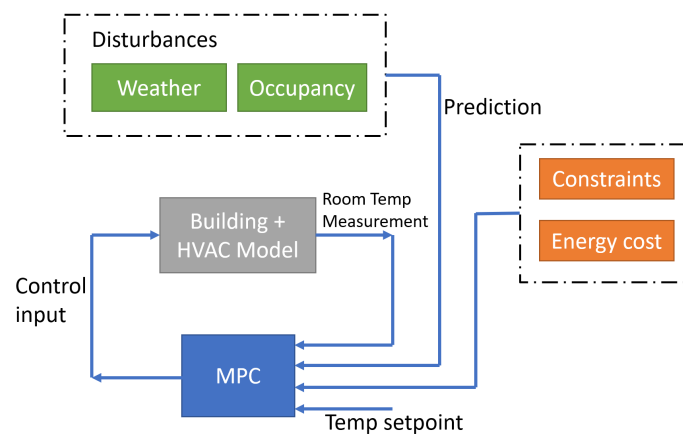 Disturbances
Weather
Occupancy
Prediction
Constraints
Energy cost
Room Temp
Measurement
Building +
HVAC Model
Control
input
MPC
Temp setpoint